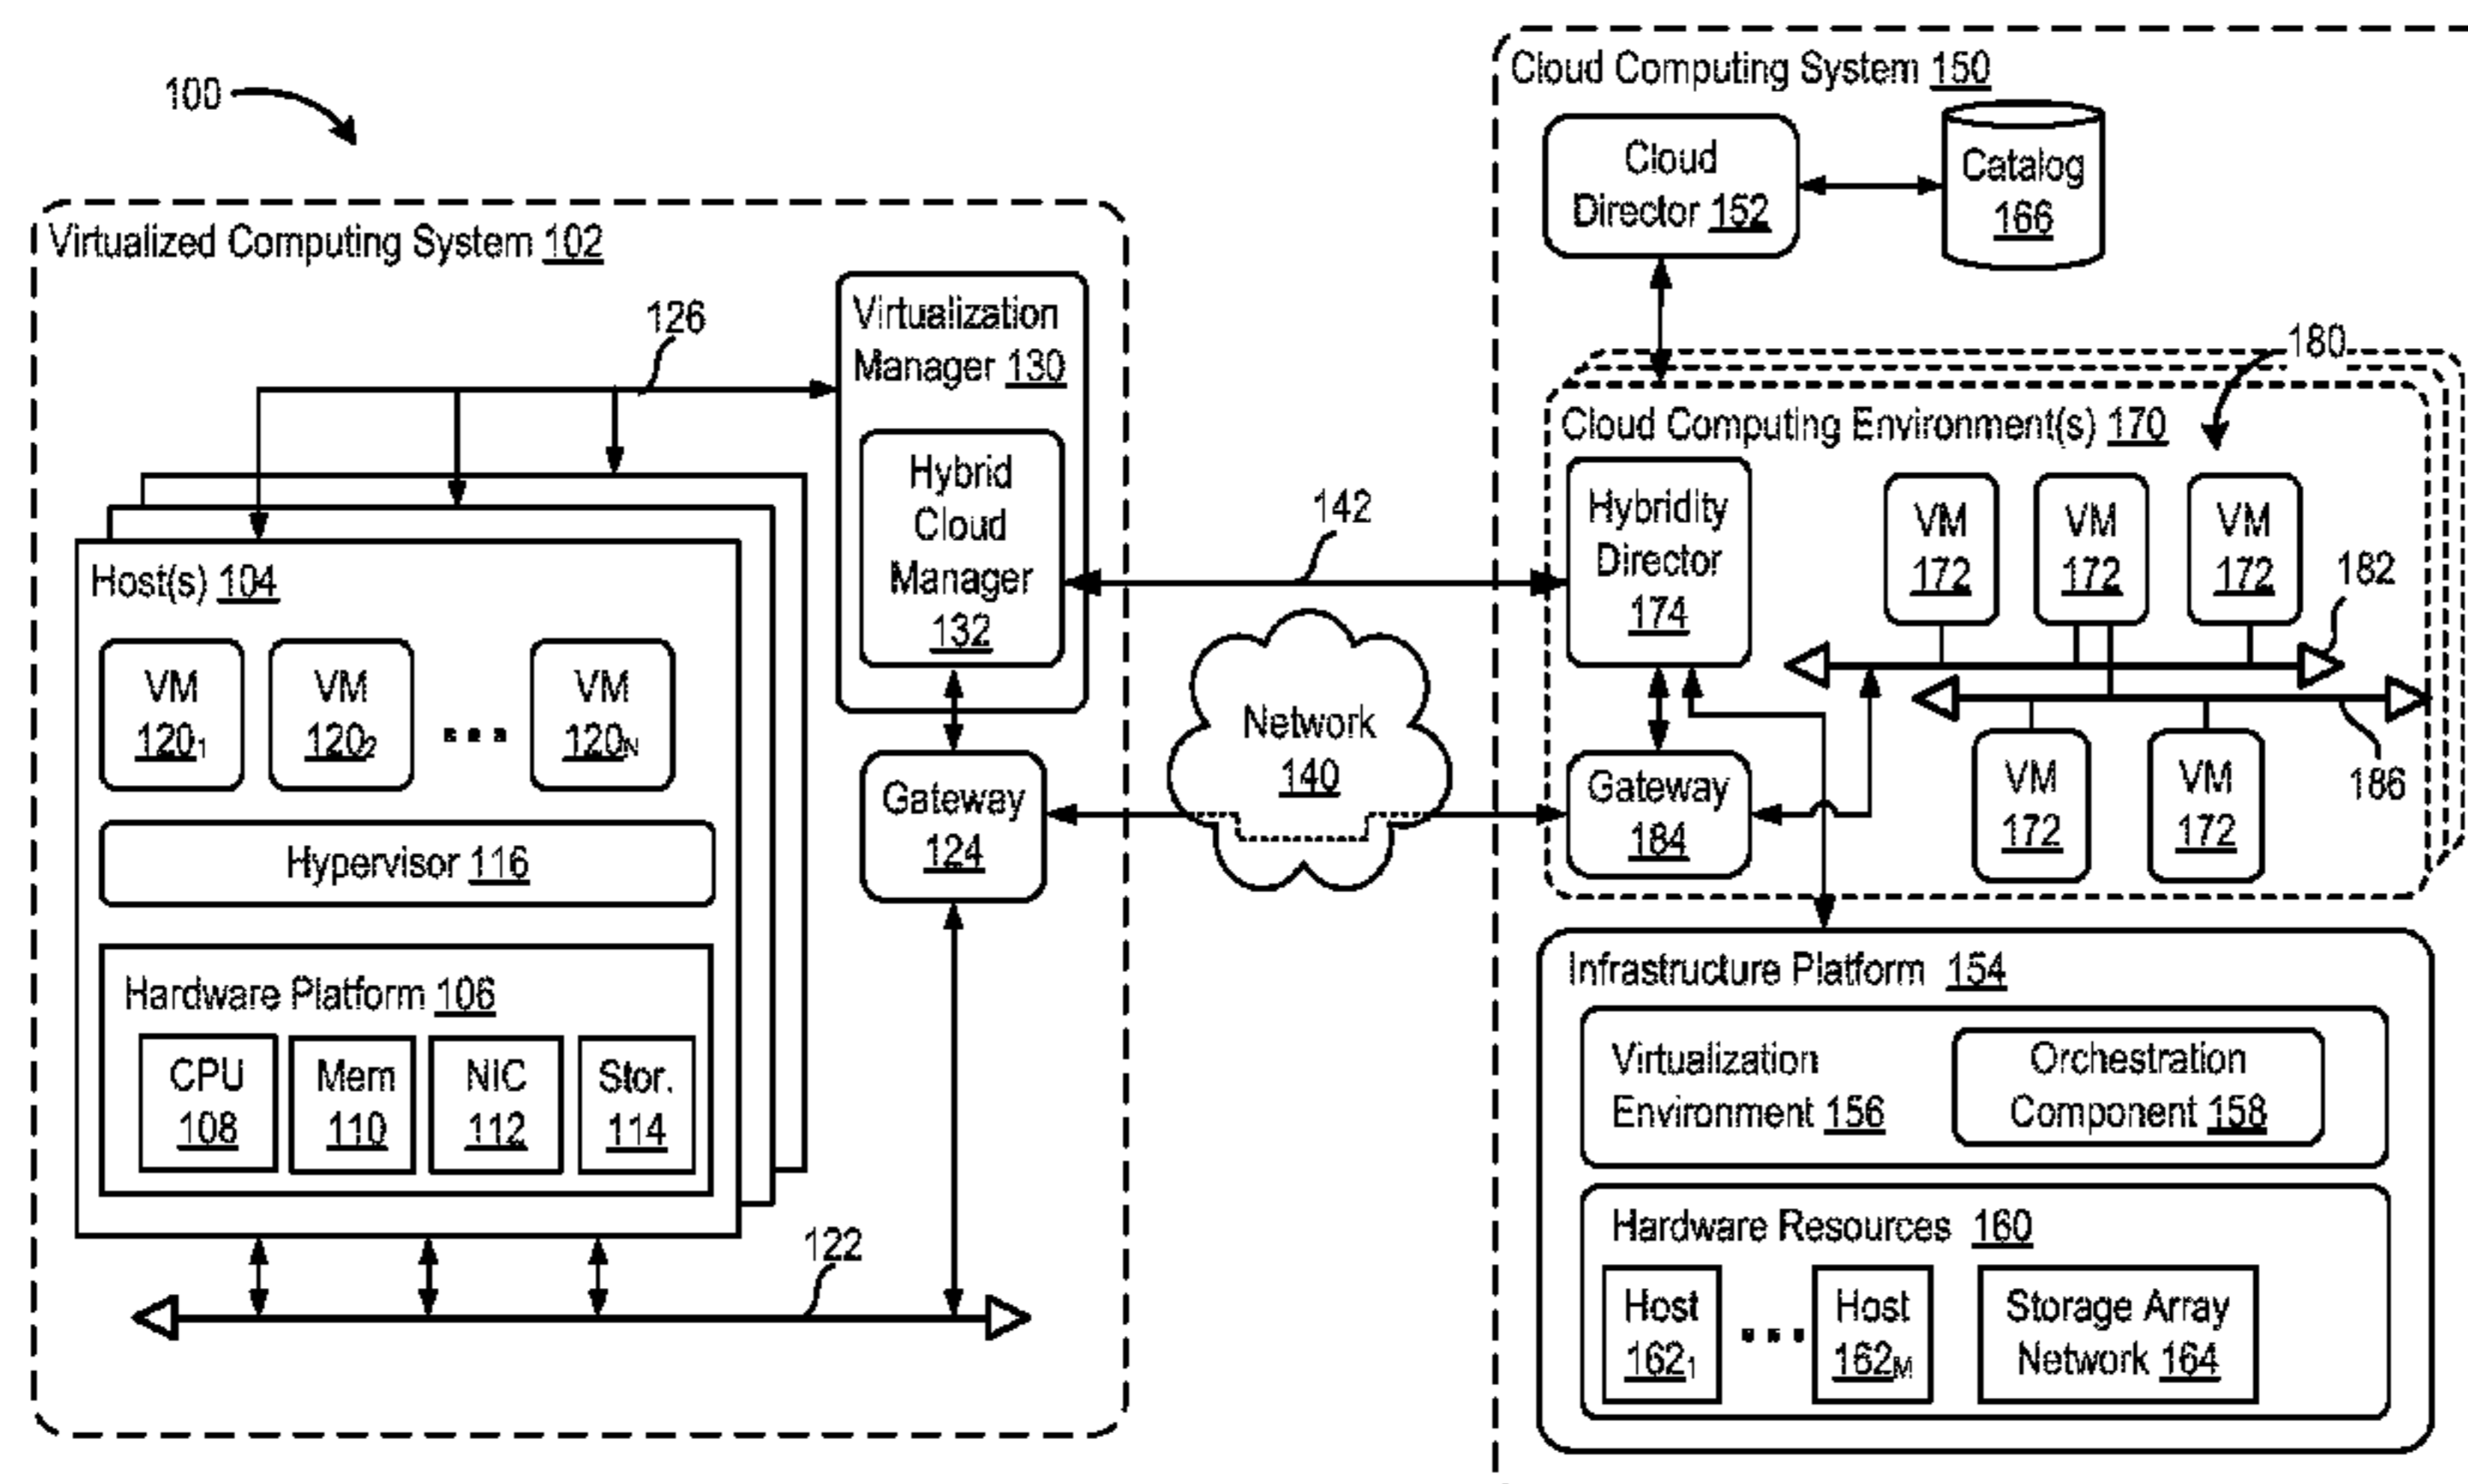 100
Virtualized Computing System 102
126
Virtualization
Manager 130
Hybrid
Cloud
Manager
132
Host(s) 104
VM
120₁
VM
120₂
...
VM
120N
Hypervisor 116
Hardware Platform 106
CPU
108
Mem
110
NIC
112
Stor.
114
122
Gateway
124
142
Network
140
Cloud Computing System 150
Cloud
Director 152
Catalog
166
180
Cloud Computing Environment(s) 170
Hybridity
Director
174
VM
172
VM
172
VM
172
182
Gateway
184
VM
172
VM
172
186
Infrastructure Platform 154
Virtualization
Environment 156
Orchestration
Component 158
Hardware Resources 160
Host
162₁
...
Host
162M
Storage Array
Network 164